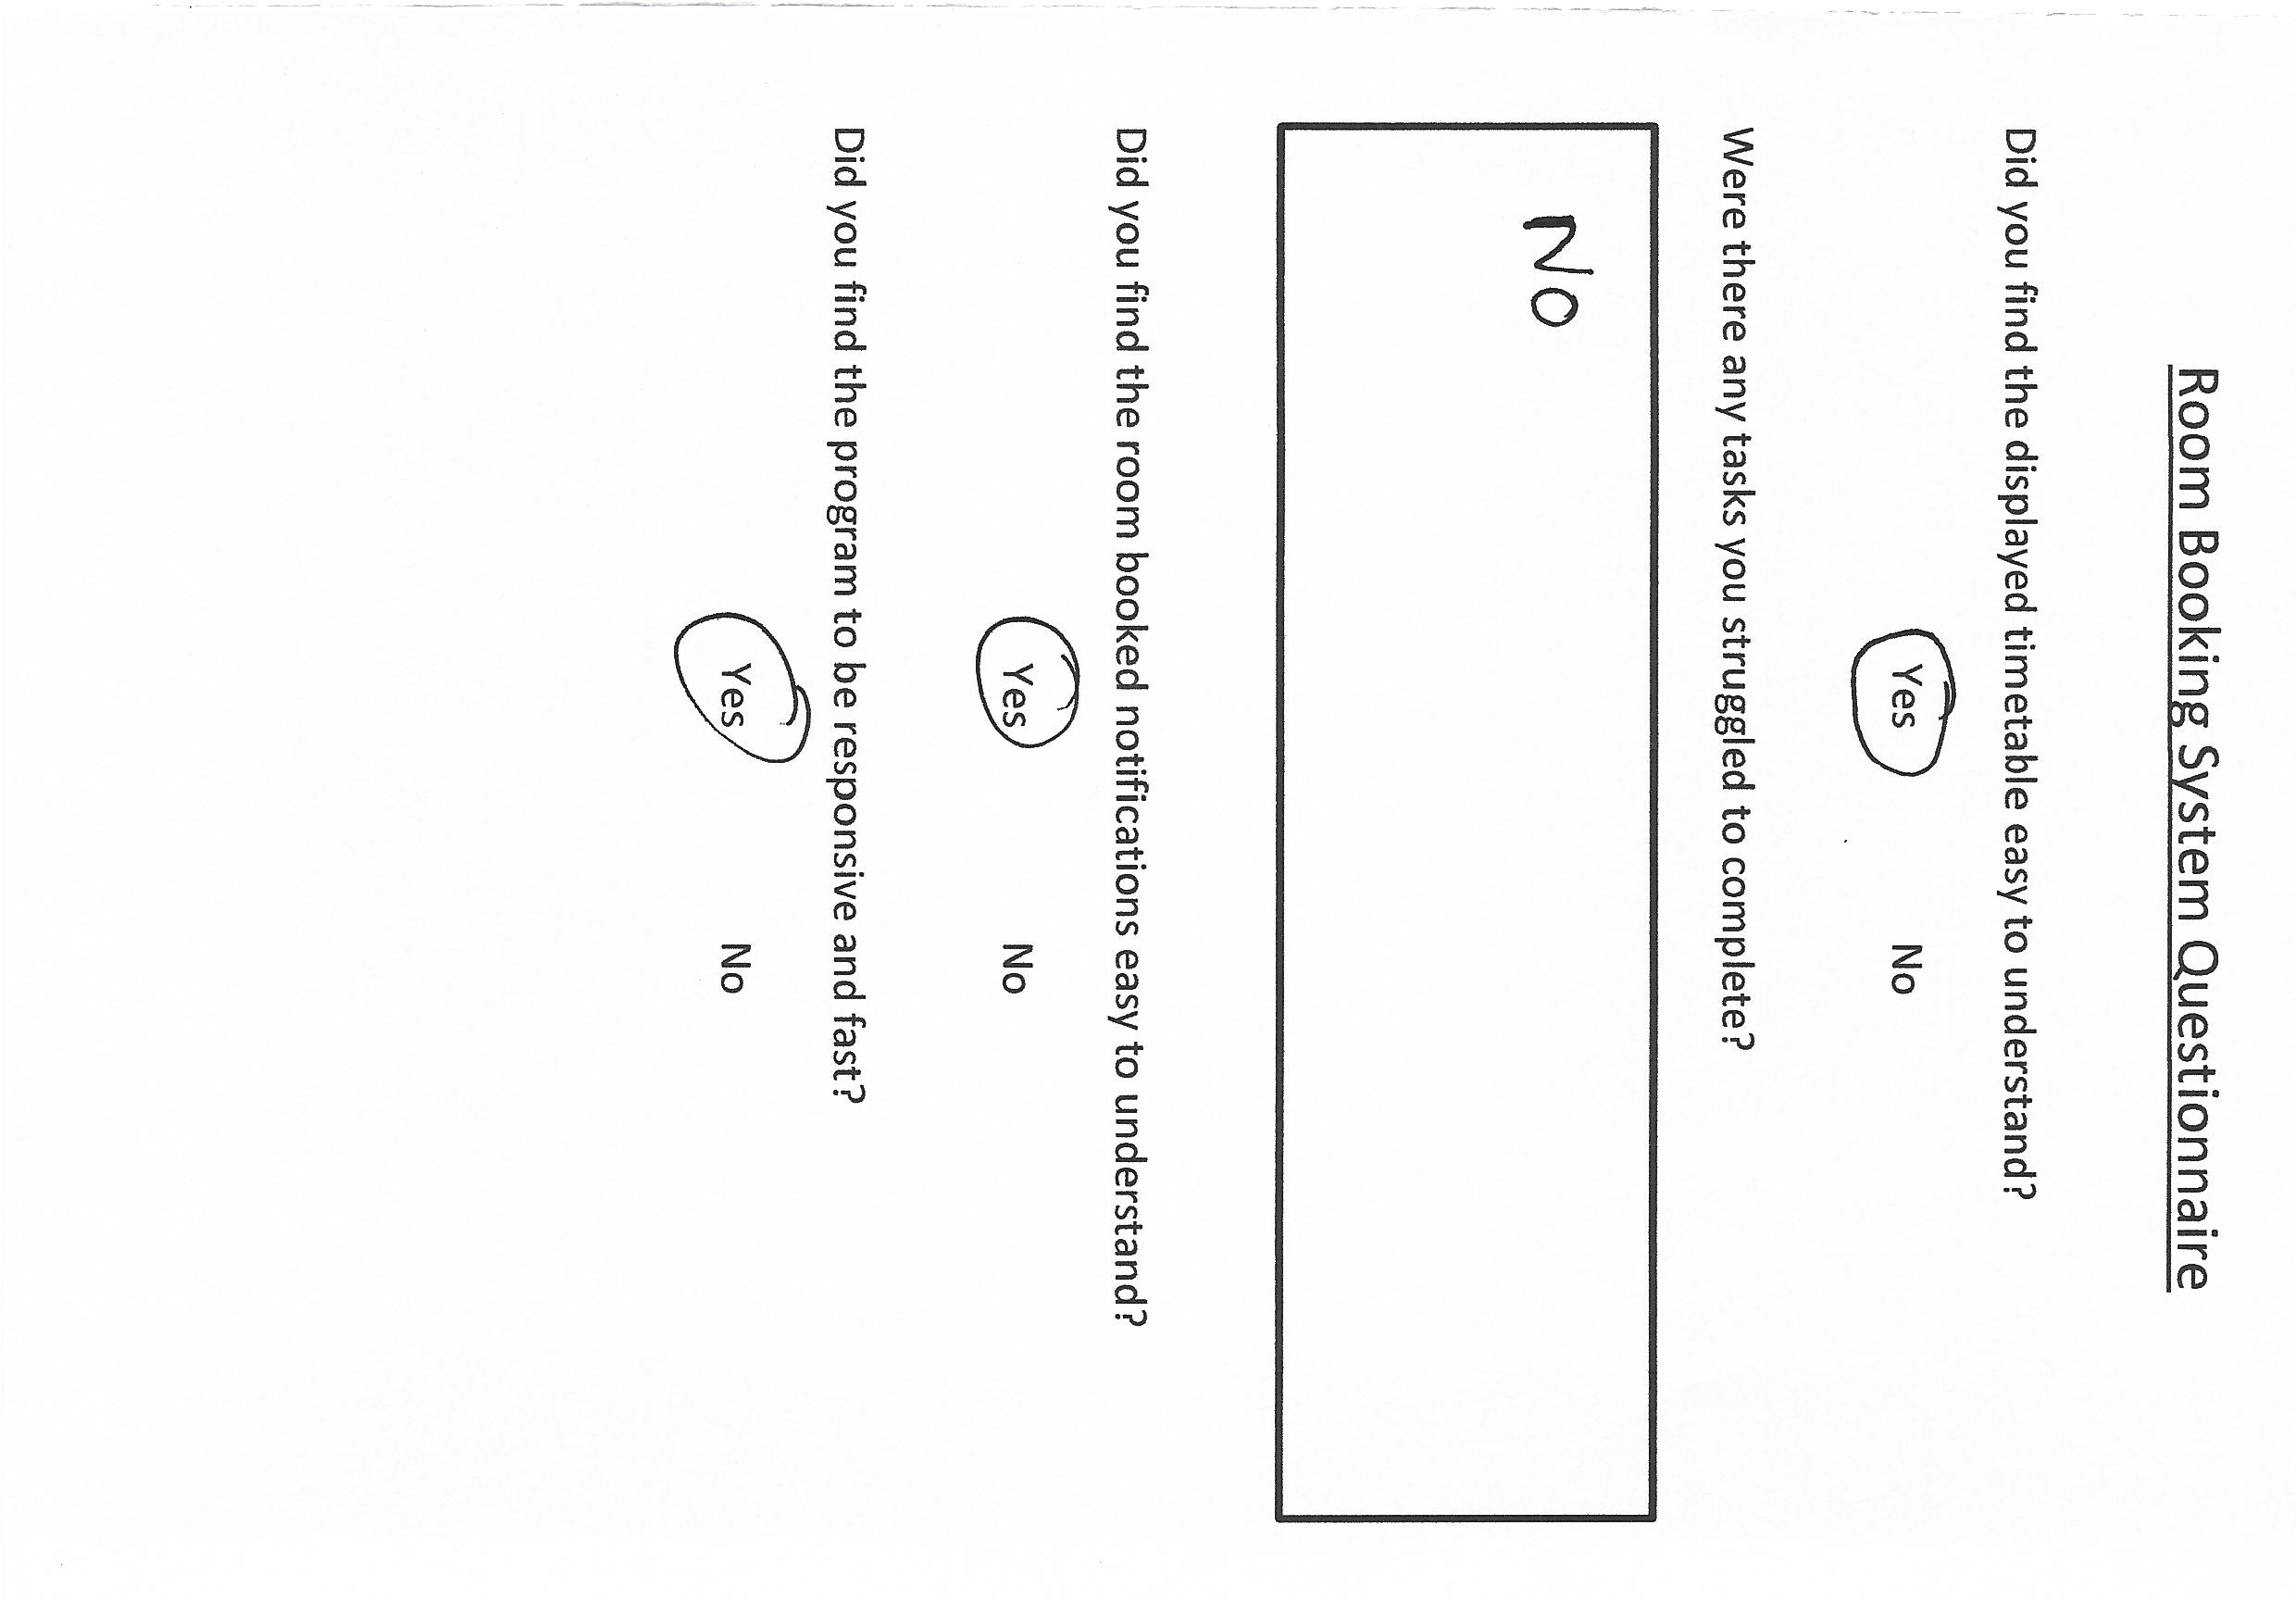 Room Booking System Questionnaire
Did you find the displayed timetable easy to understand?
Yes No
Were there any tasks you struggled to complete?
NO
Did you find the room booked notifications easy to understand?
Yes No
Did you find the program to be responsive and fast?
Yes No